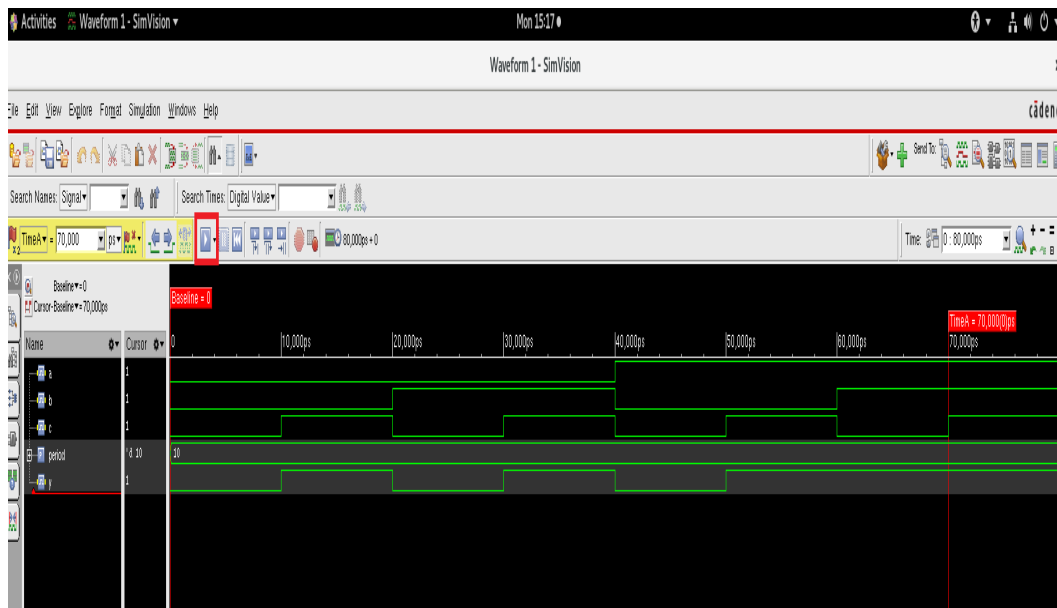 Activities Waveform 1 - SimVision ▾ Mon 15:17 ●
Waveform 1 - SimVision
File Edit View Explore Format Simulation Windows Help cāden
Send To:
Search Names: Signal▾ Search Times: Digital Value▾
x2 TimeA▾ = 70,000 ps▾ 80,000ps + 0 Time: 0 : 80,000ps
Baseline▾=0
Cursor-Baseline▾=70,000ps
Baseline = 0
TimeA = 70,000(0)ps
Name Cursor 0 10,000ps 20,000ps 30,000ps 40,000ps 50,000ps 60,000ps 70,000ps
a 1
b 1
c 1
period 'd 10 10
y 1